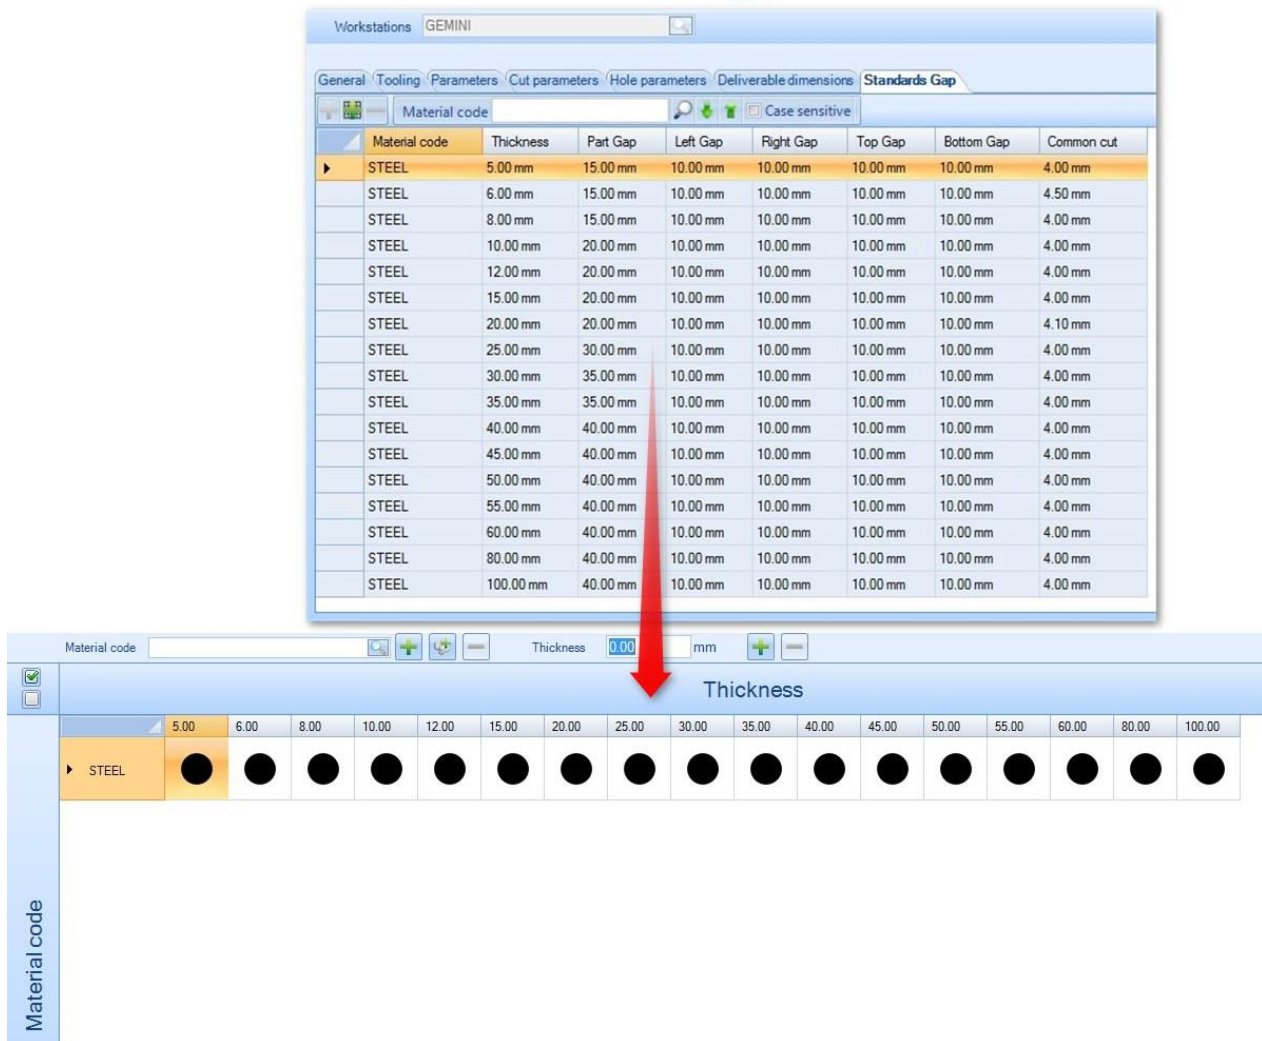 Workstations GEMINI
General Tooling Parameters Cut parameters Hole parameters Deliverable dimensions Standards Gap
Material code Case sensitive
Material code Thickness Part Gap Left Gap Right Gap Top Gap Bottom Gap Common cut
STEEL 5.00 mm 15.00 mm 10.00 mm 10.00 mm 10.00 mm 10.00 mm 4.00 mm
STEEL 6.00 mm 15.00 mm 10.00 mm 10.00 mm 10.00 mm 10.00 mm 4.50 mm
STEEL 8.00 mm 15.00 mm 10.00 mm 10.00 mm 10.00 mm 10.00 mm 4.00 mm
STEEL 10.00 mm 20.00 mm 10.00 mm 10.00 mm 10.00 mm 10.00 mm 4.00 mm
STEEL 12.00 mm 20.00 mm 10.00 mm 10.00 mm 10.00 mm 10.00 mm 4.00 mm
STEEL 15.00 mm 20.00 mm 10.00 mm 10.00 mm 10.00 mm 10.00 mm 4.00 mm
STEEL 20.00 mm 20.00 mm 10.00 mm 10.00 mm 10.00 mm 10.00 mm 4.10 mm
STEEL 25.00 mm 30.00 mm 10.00 mm 10.00 mm 10.00 mm 10.00 mm 4.00 mm
STEEL 30.00 mm 35.00 mm 10.00 mm 10.00 mm 10.00 mm 10.00 mm 4.00 mm
STEEL 35.00 mm 35.00 mm 10.00 mm 10.00 mm 10.00 mm 10.00 mm 4.00 mm
STEEL 40.00 mm 40.00 mm 10.00 mm 10.00 mm 10.00 mm 10.00 mm 4.00 mm
STEEL 45.00 mm 40.00 mm 10.00 mm 10.00 mm 10.00 mm 10.00 mm 4.00 mm
STEEL 50.00 mm 40.00 mm 10.00 mm 10.00 mm 10.00 mm 10.00 mm 4.00 mm
STEEL 55.00 mm 40.00 mm 10.00 mm 10.00 mm 10.00 mm 10.00 mm 4.00 mm
STEEL 60.00 mm 40.00 mm 10.00 mm 10.00 mm 10.00 mm 10.00 mm 4.00 mm
STEEL 80.00 mm 40.00 mm 10.00 mm 10.00 mm 10.00 mm 10.00 mm 4.00 mm
STEEL 100.00 mm 40.00 mm 10.00 mm 10.00 mm 10.00 mm 10.00 mm 4.00 mm
Material code Thickness 0.00 mm
Thickness
5.00 6.00 8.00 10.00 12.00 15.00 20.00 25.00 30.00 35.00 40.00 45.00 50.00 55.00 60.00 80.00 100.00
STEEL
Material code